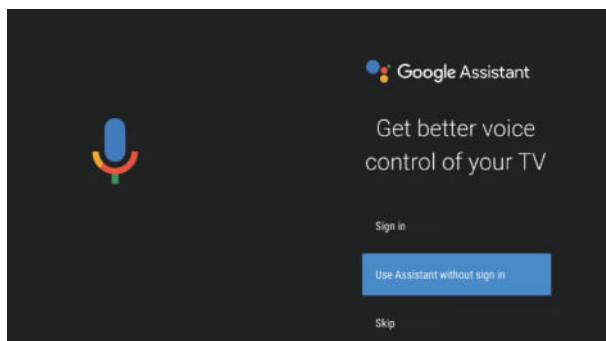 Google Assistant
Get better voice
control of your TV
Sign in
Use Assistant without sign in
Skip